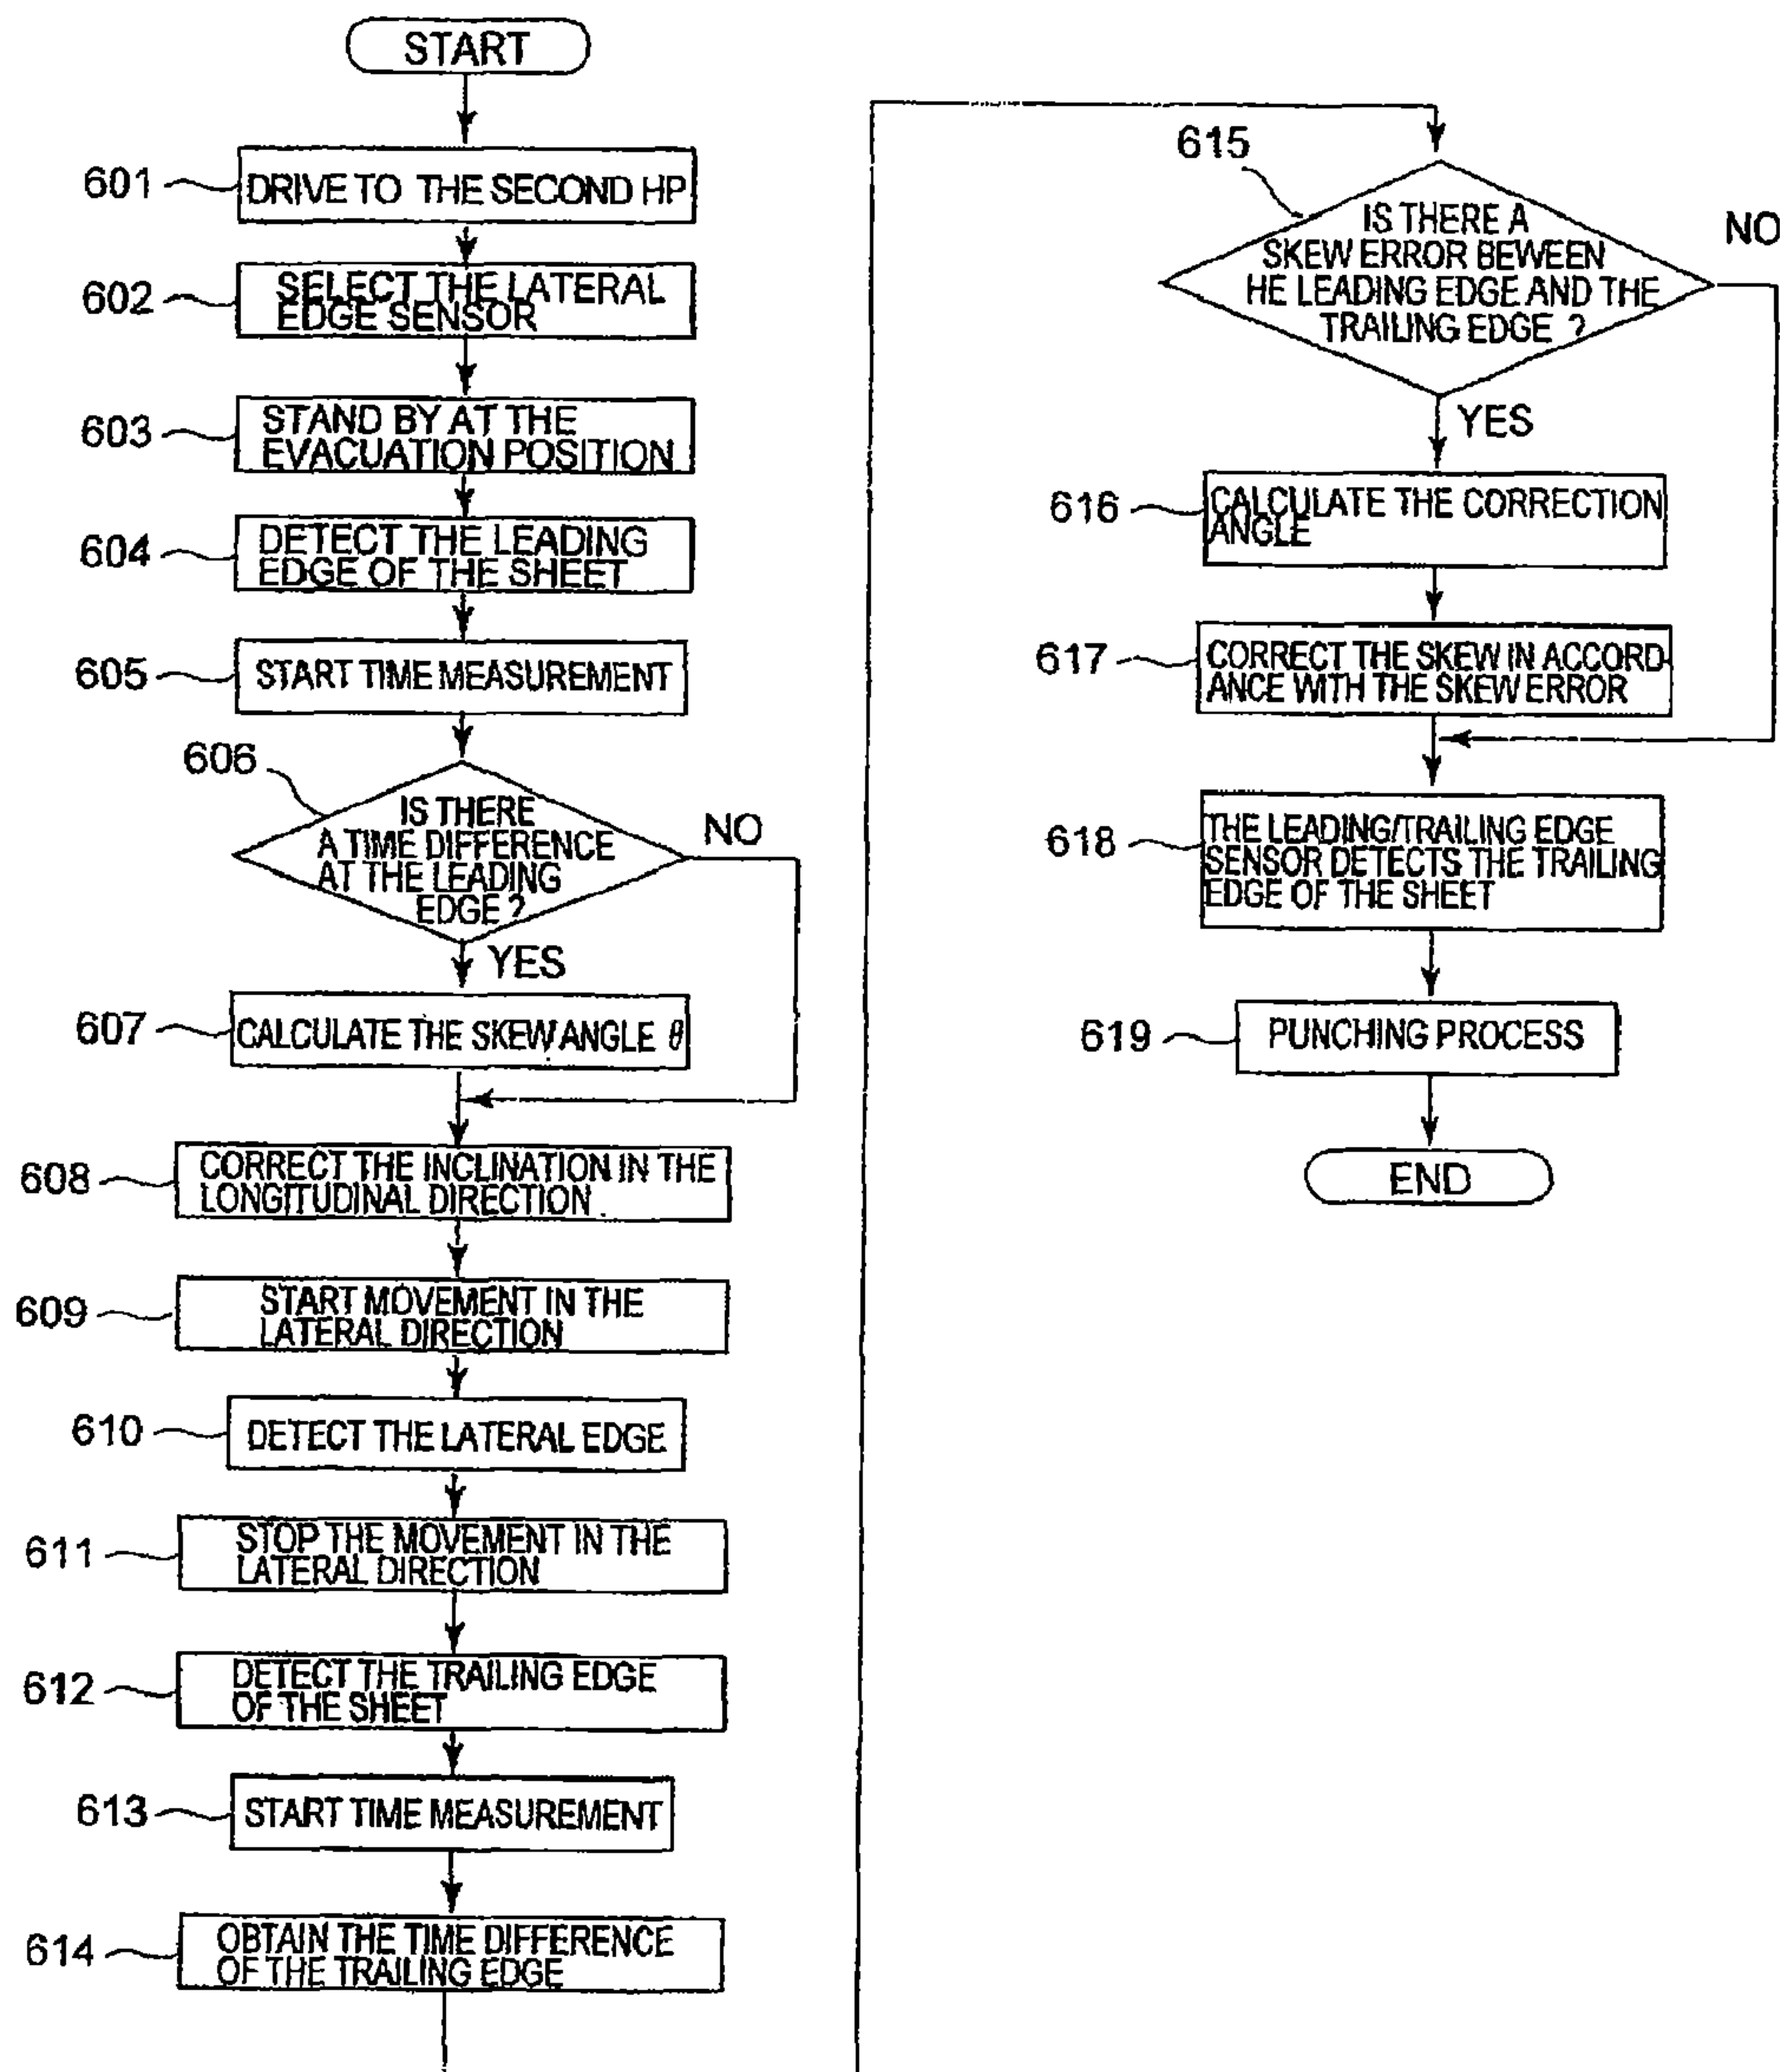 START
601
DRIVE TO THE SECOND HP
602
SELECT THE LATERAL
EDGE SENSOR
603
STAND BY AT THE
EVACUATION POSITION
604
DETECT THE LEADING
EDGE OF THE SHEET
605
START TIME MEASUREMENT
606
IS THERE
A TIME DIFFERENCE
AT THE LEADING
EDGE ?
NO
YES
607
CALCULATE THE SKEW ANGLE θ
608
CORRECT THE INCLINATION IN THE
LONGITUDINAL DIRECTION
609
START MOVEMENT IN THE
LATERAL DIRECTION
610
DETECT THE LATERAL EDGE
611
STOP THE MOVEMENT IN THE
LATERAL DIRECTION
612
DETECT THE TRAILING EDGE
OF THE SHEET
613
START TIME MEASUREMENT
614
OBTAIN THE TIME DIFFERENCE
OF THE TRAILING EDGE
615
IS THERE A
SKEW ERROR BEWEEN
HE LEADING EDGE AND THE
TRAILING EDGE ?
NO
YES
616
CALCULATE THE CORRECTION
ANGLE
617
CORRECT THE SKEW IN ACCORD-
ANCE WITH THE SKEW ERROR
618
THE LEADING/TRAILING EDGE
SENSOR DETECTS THE TRAILING
EDGE OF THE SHEET
619
PUNCHING PROCESS
END